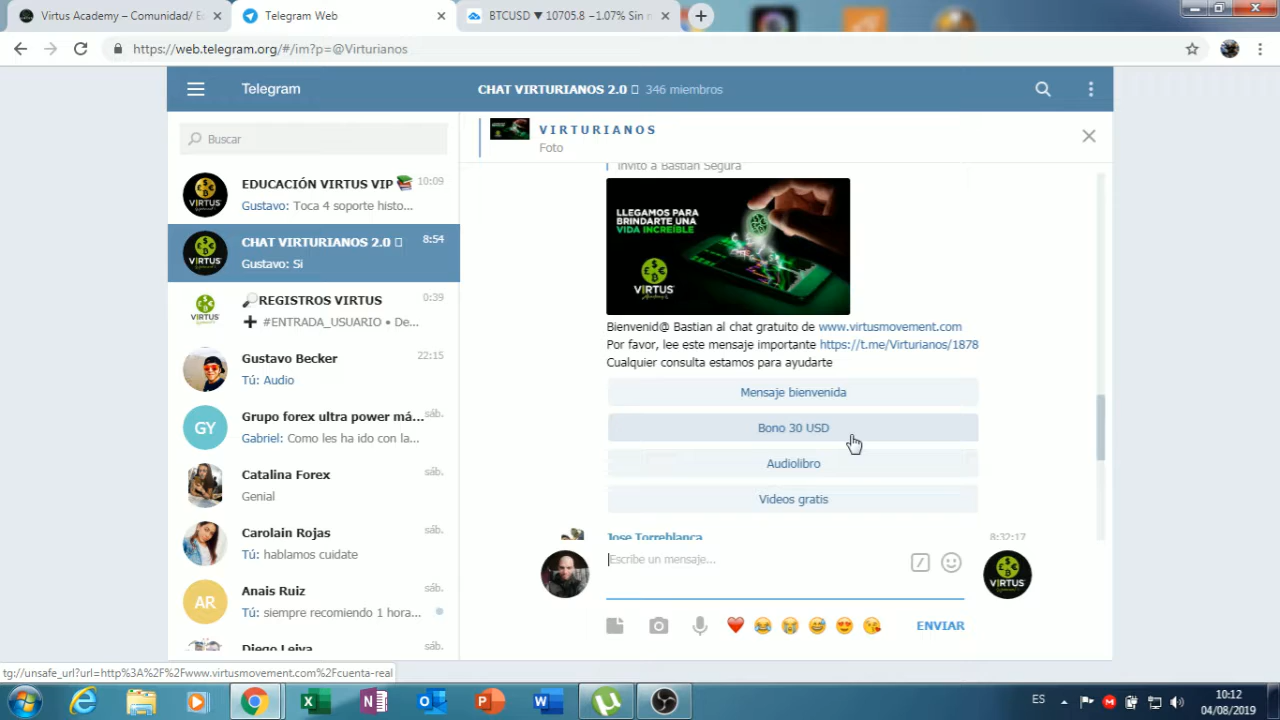 Virtus Academy – Comunidad/ E
Telegram Web
BTCUSD ▼ 10705.8 −1.07% Sin n
https://web.telegram.org/#/im?p=@Virturianos
Telegram
CHAT VIRTURIANOS 2.0 346 miembros
Buscar
EDUCACIÓN VIRTUS VIP 📚 10:09
Gustavo: Toca 4 soporte histo...
CHAT VIRTURIANOS 2.0 8:54
Gustavo: Si
🔎REGISTROS VIRTUS 0:39
➕ #ENTRADA_USUARIO • De...
Gustavo Becker 22:15
Tú: Audio
GY
Grupo forex ultra power má... sáb.
Gabriel: Como les ha ido con la...
Catalina Forex sáb.
Genial
Carolain Rojas sáb.
Tú: hablamos cuidate
AR
Anais Ruiz sáb.
Tú: siempre recomiendo 1 hora...
Diego Leiva sáb.
V I R T U R I A N O S
Foto
invitó a Bastian Segura
LLEGAMOS PARA
BRINDARTE UNA
VIDA INCREÍBLE
VIRTUS
Bienvenid@ Bastian al chat gratuito de www.virtusmovement.com
Por favor, lee este mensaje importante https://t.me/Virturianos/1878
Cualquier consulta estamos para ayudarte
Mensaje bienvenida
Bono 30 USD
Audiolibro
Videos gratis
Jose Torreblanca 8:32:17
Escribe un mensaje...
VIRTUS
❤️ 😂 😭 😅 😍 😘
ENVIAR
tg://unsafe_url?url=http%3A%2F%2Fwww.virtusmovement.com%2Fcuenta-real
ES
10:12
04/08/2019